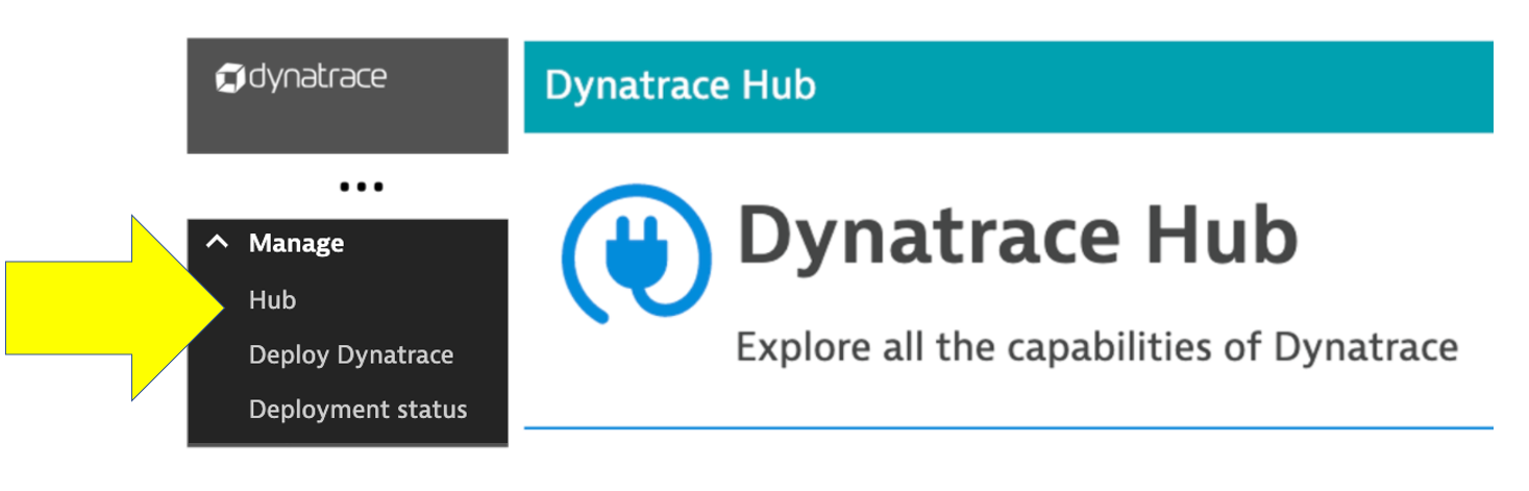 dynatrace
...
Manage
Hub
Deploy Dynatrace
Deployment status
Dynatrace Hub
Dynatrace Hub
Explore all the capabilities of Dynatrace